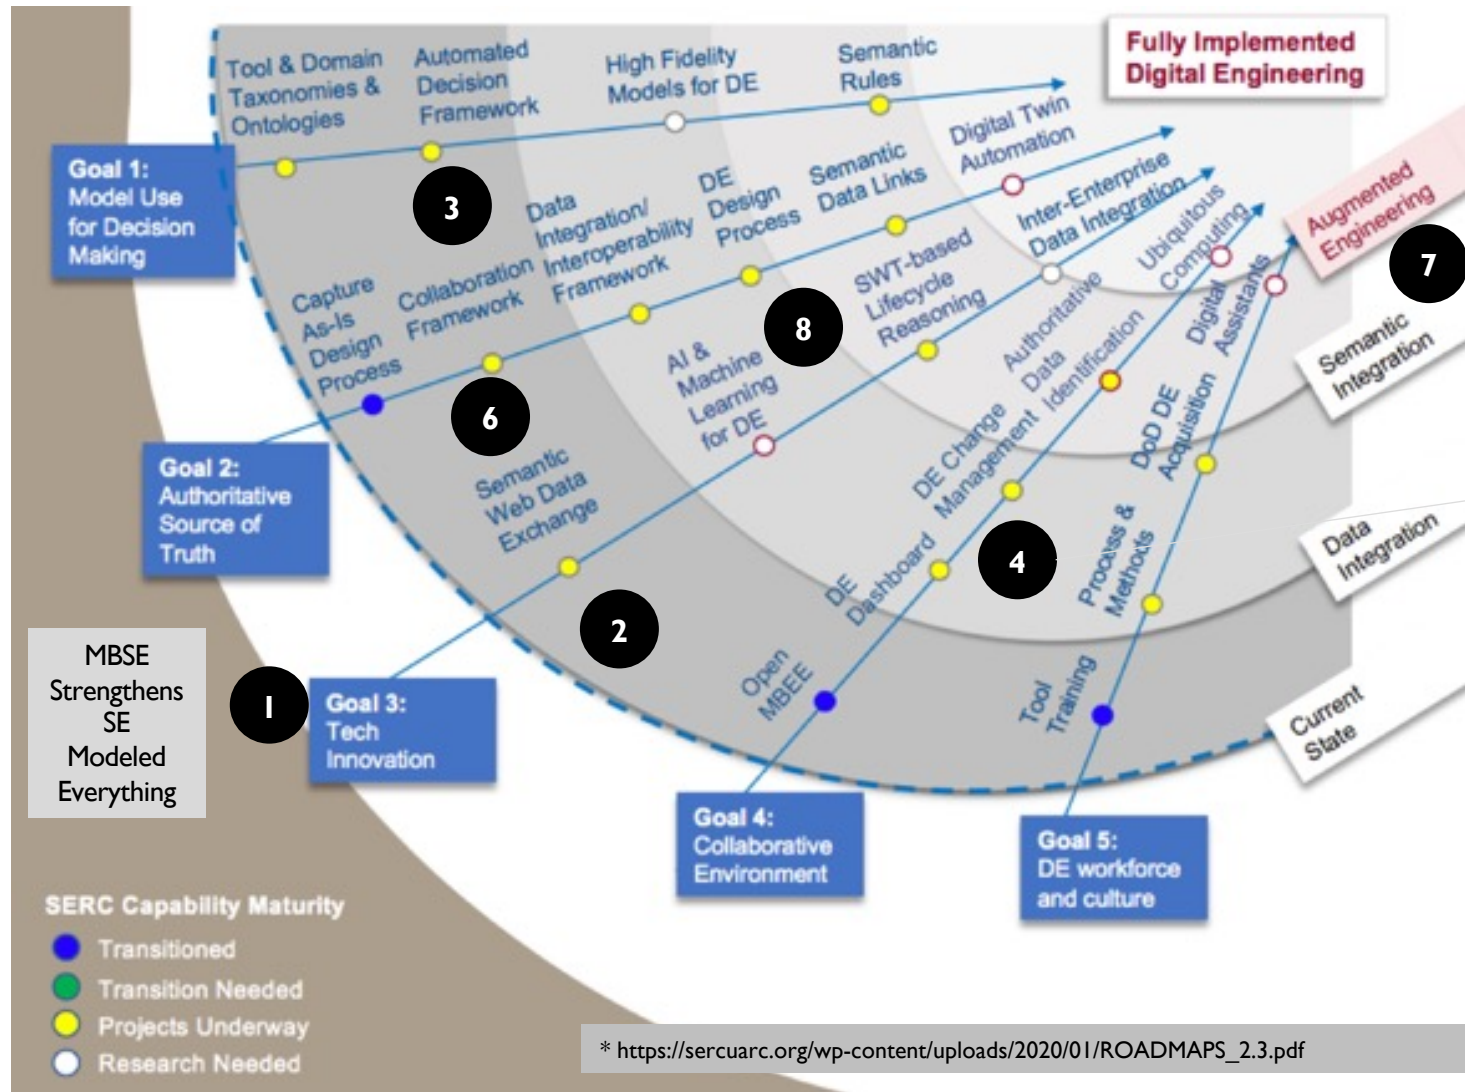 Fully Implemented
Digital Engineering
Tool & Domain
Taxonomies &
Ontologies
Automated
Decision
Framework
High Fidelity
Models for DE
Semantic
Rules
Goal 1:
Model Use
for Decision
Making
3
Capture
As-Is
Design
Process
Collaboration
Framework
Data
Integration/
Interoperability
Framework
DE
Design
Process
Semantic
Data Links
Digital Twin
Automation
Goal 2:
Authoritative
Source of
Truth
6
Semantic
Web Data
Exchange
AI &
Machine
Learning
for DE
8
SWT-based
Lifecycle
Reasoning
Inter-Enterprise
Data Integration
Goal 3:
Tech
Innovation
1
2
MBSE
Strengthens
SE
Modeled
Everything
Open
MBEE
DE
Dashboard
DE Change
Management
Authoritative
Data
Identification
Ubiquitous
Computing
Goal 4:
Collaborative
Environment
4
Tool
Training
Process &
Methods
DoD DE
Acquisition
Digital
Assistants
Goal 5:
DE workforce
and culture
Augmented
Engineering
7
Semantic
Integration
Data
Integration
Current
State
SERC Capability Maturity
Transitioned
Transition Needed
Projects Underway
Research Needed
* https://sercuarc.org/wp-content/uploads/2020/01/ROADMAPS_2.3.pdf